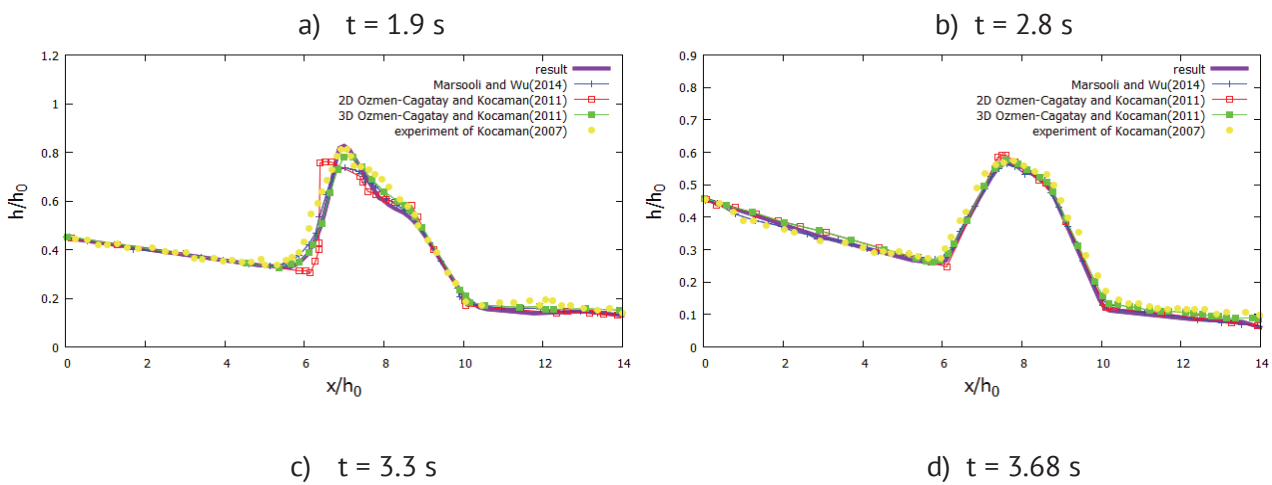 a) t = 1.9 s
1.2
1
0.8
0.6
0.4
0.2
0
h/h0
result
Marsooli and Wu(2014)
2D Ozmen-Cagatay and Kocaman(2011)
3D Ozmen-Cagatay and Kocaman(2011)
experiment of Kocaman(2007)
0 2 4 6 8 10 12 14
x/h0
b) t = 2.8 s
0.9
0.8
0.7
0.6
0.5
0.4
0.3
0.2
0.1
0
h/h0
result
Marsooli and Wu(2014)
2D Ozmen-Cagatay and Kocaman(2011)
3D Ozmen-Cagatay and Kocaman(2011)
experiment of Kocaman(2007)
0 2 4 6 8 10 12 14
x/h0
c) t = 3.3 s
d) t = 3.68 s